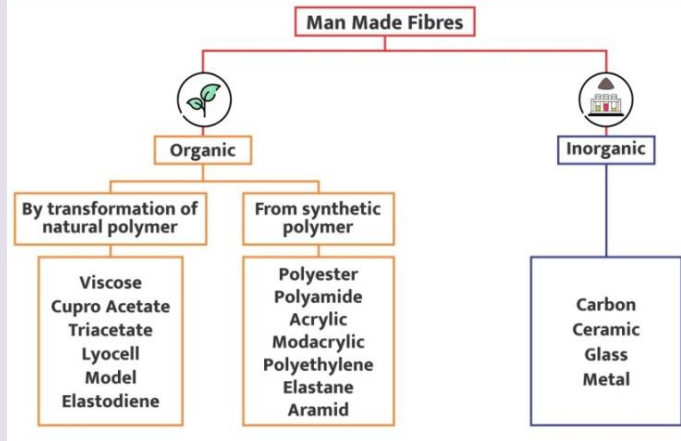 Man Made Fibres
Organic
Inorganic
By transformation of
natural polymer
From synthetic
polymer
Viscose
Cupro Acetate
Triacetate
Lyocell
Model
Elastodiene
Polyester
Polyamide
Acrylic
Modacrylic
Polyethylene
Elastane
Aramid
Carbon
Ceramic
Glass
Metal